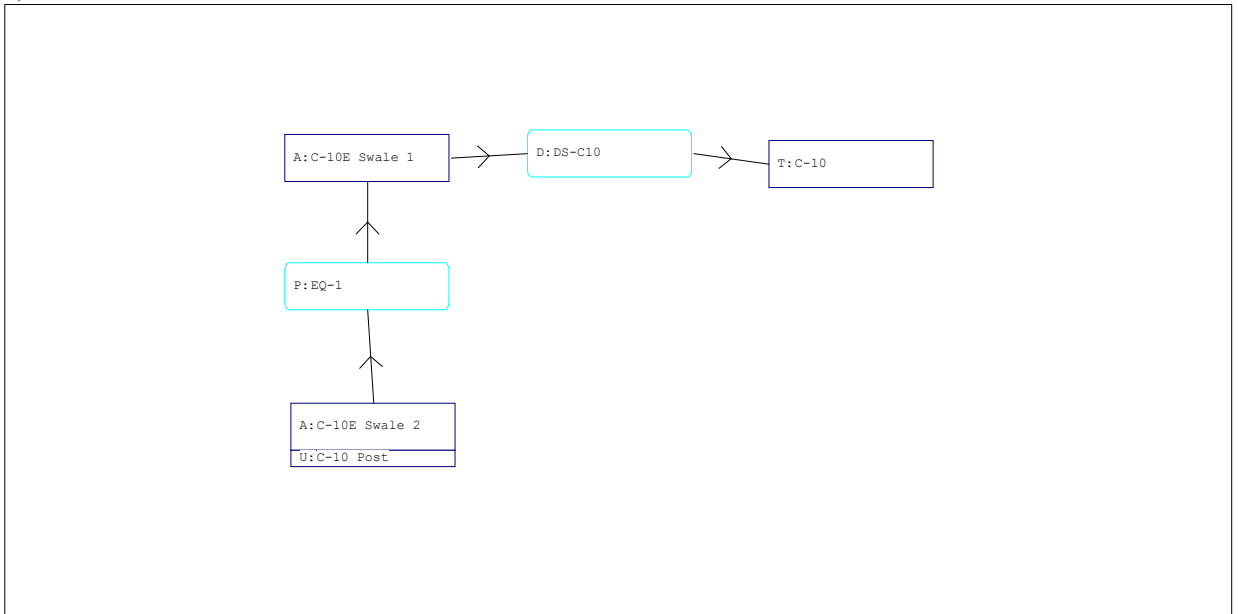 A:C-10E Swale 1
D:DS-C10
T:C-10
P:EQ-1
A:C-10E Swale 2
U:C-10 Post